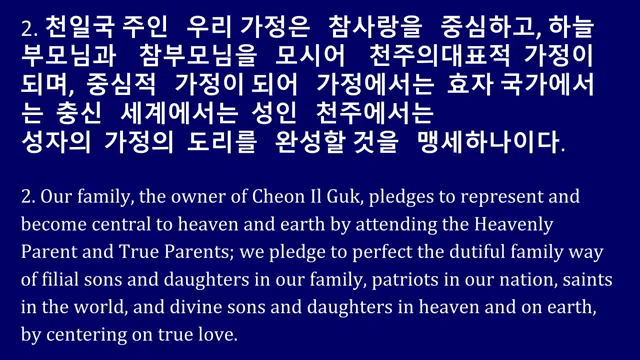 2. 천일국 주인 우리 가정은 참사랑을 중심하고, 하늘
부모님과 참부모님을 모시어 천주의대표적 가정이
되며, 중심적 가정이 되어 가정에서는 효자 국가에서
는 충신 세계에서는 성인 천주에서는
성자의 가정의 도리를 완성할 것을 맹세하나이다.
2. Our family, the owner of Cheon Il Guk, pledges to represent and
become central to heaven and earth by attending the Heavenly
Parent and True Parents; we pledge to perfect the dutiful family way
of filial sons and daughters in our family, patriots in our nation, saints
in the world, and divine sons and daughters in heaven and on earth,
by centering on true love.